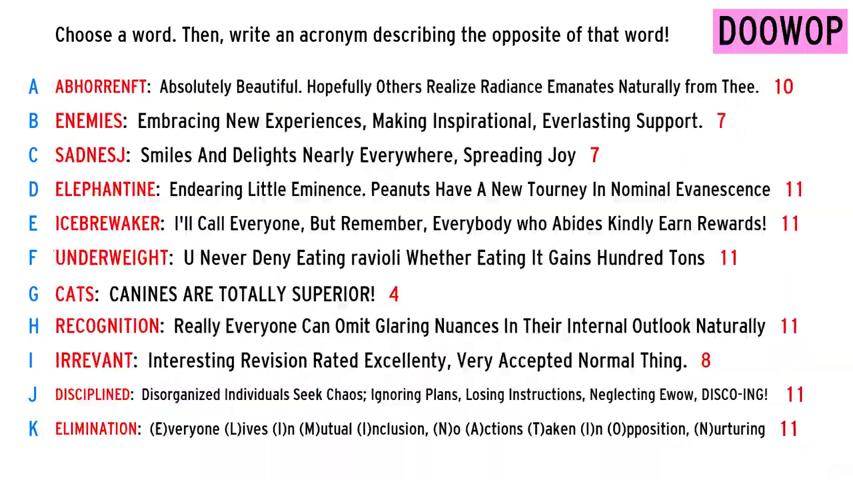 Choose a word. Then, write an acronym describing the opposite of that word!
DOOWOP
A ABHORRENFT: Absolutely Beautiful. Hopefully Others Realize Radiance Emanates Naturally from Thee. 10
B ENEMIES: Embracing New Experiences, Making Inspirational, Everlasting Support. 7
C SADNESJ: Smiles And Delights Nearly Everywhere, Spreading Joy 7
D ELEPHANTINE: Endearing Little Eminence. Peanuts Have A New Tourney In Nominal Evanescence 11
E ICEBREWAKER: I'll Call Everyone, But Remember, Everybody who Abides Kindly Earn Rewards! 11
F UNDERWEIGHT: U Never Deny Eating ravioli Whether Eating It Gains Hundred Tons 11
G CATS: CANINES ARE TOTALLY SUPERIOR! 4
H RECOGNITION: Really Everyone Can Omit Glaring Nuances In Their Internal Outlook Naturally 11
I IRREVANT: Interesting Revision Rated Excellenty, Very Accepted Normal Thing. 8
J DISCIPLINED: Disorganized Individuals Seek Chaos; Ignoring Plans, Losing Instructions, Neglecting Ewow, DISCO-ING! 11
K ELIMINATION: (E)veryone (L)ives (I)n (M)utual (I)nclusion, (N)o (A)ctions (T)aken (I)n (O)pposition, (N)urturing 11